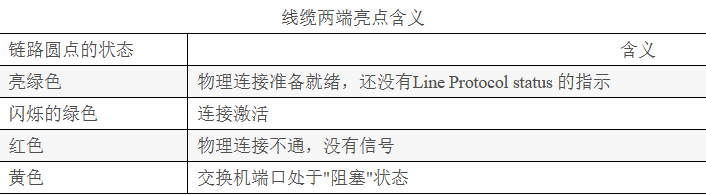 线缆两端亮点含义
链路圆点的状态 含义
亮绿色 物理连接准备就绪，还没有Line Protocol status 的指示
闪烁的绿色 连接激活
红色 物理连接不通，没有信号
黄色 交换机端口处于"阻塞"状态